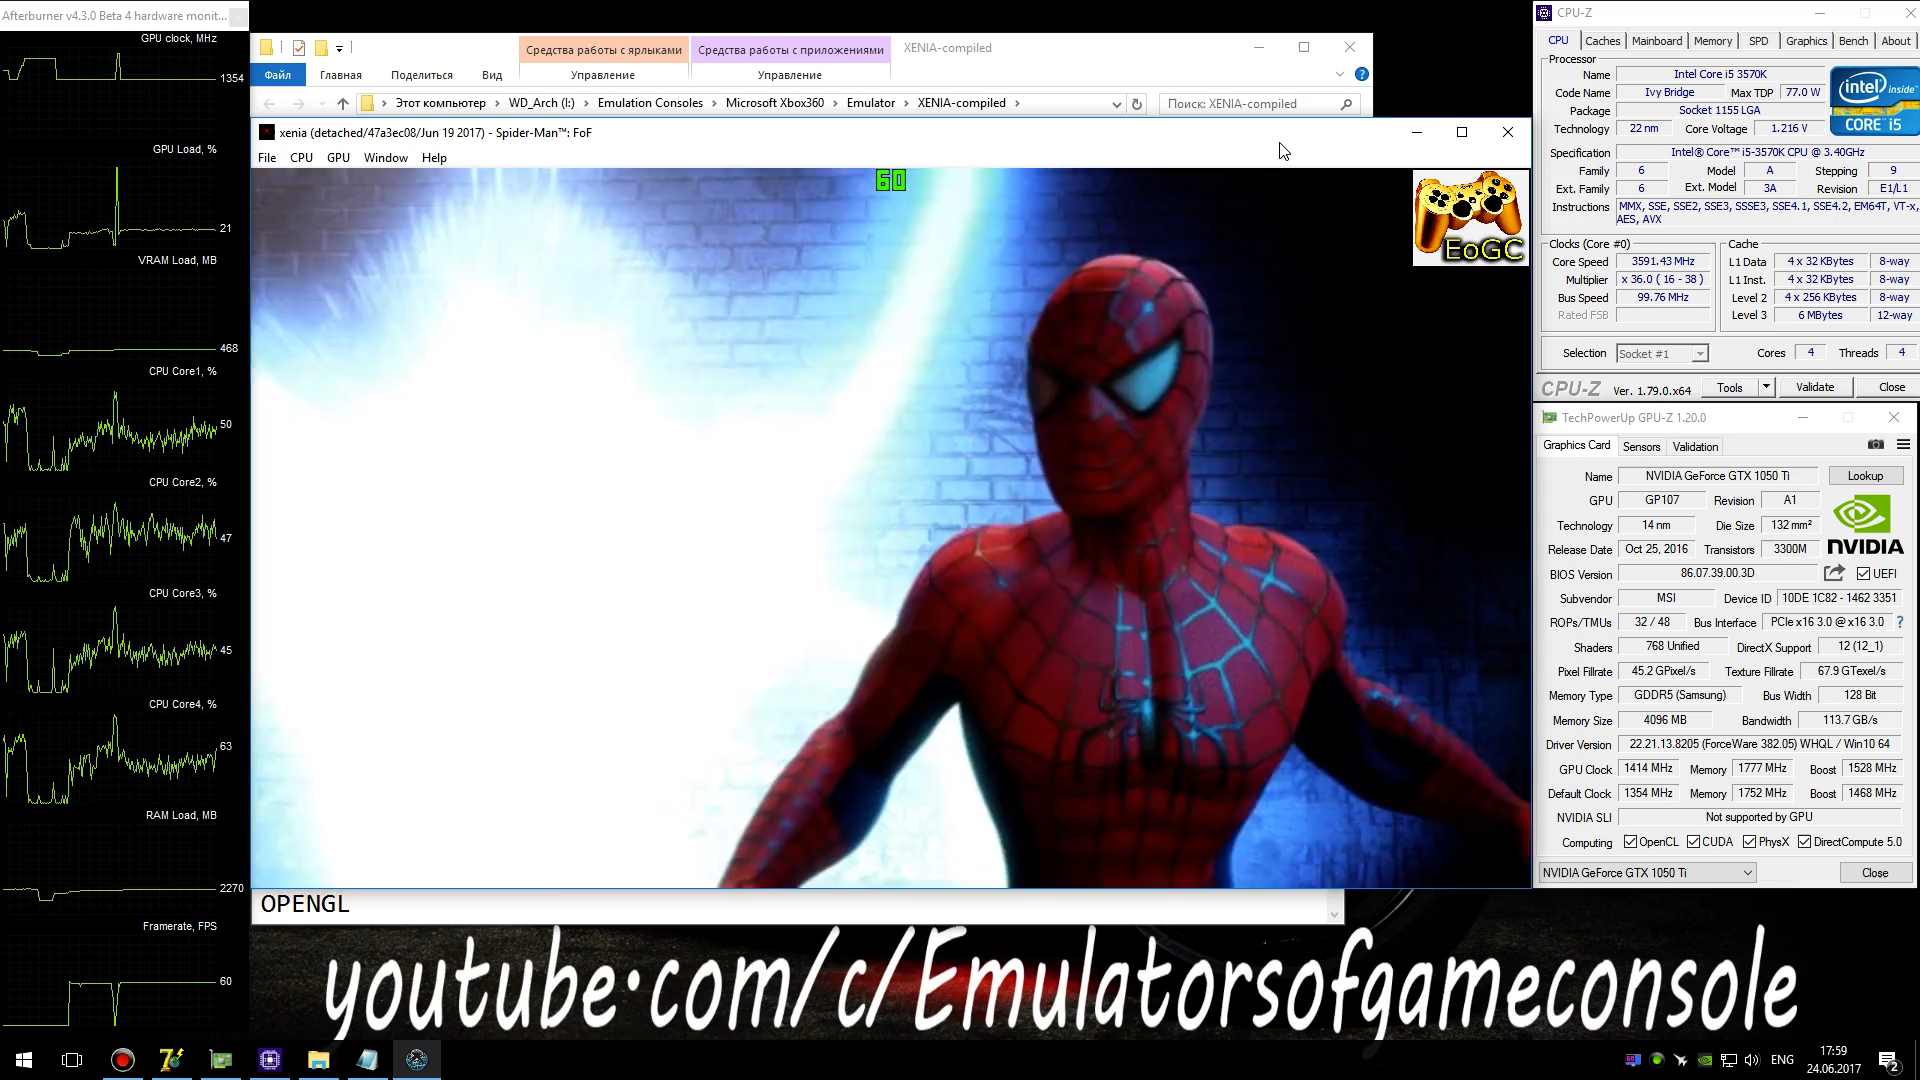 Afterburner v4.3.0 Beta 4 hardware monit...
GPU clock, MHz
1354
GPU Load, %
21
VRAM Load, MB
468
CPU Core1, %
50
CPU Core2, %
47
CPU Core3, %
45
CPU Core4, %
63
RAM Load, MB
2270
Framerate, FPS
60
Средства работы с ярлыками
Средства работы с приложениями
XENIA-compiled
Файл Главная Поделиться Вид Управление Управление
Этот компьютер WD_Arch (I:) Emulation Consoles Microsoft Xbox360 Emulator XENIA-compiled
Поиск: XENIA-compiled
xenia (detached/47a3ec08/Jun 19 2017) - Spider-Man™: FoF
File CPU GPU Window Help
60
EoGC
OPENGL
youtube.com/c/Emulatorsofgameconsole
CPU-Z
CPU Caches Mainboard Memory SPD Graphics Bench About
Processor
Name Intel Core i5 3570K
Code Name Ivy Bridge Max TDP 77.0 W
Package Socket 1155 LGA
Technology 22 nm Core Voltage 1.216 V
intel inside
CORE i5
Specification Intel® Core™ i5-3570K CPU @ 3.40GHz
Family 6 Model A Stepping 9
Ext. Family 6 Ext. Model 3A Revision E1/L1
Instructions MMX, SSE, SSE2, SSE3, SSSE3, SSE4.1, SSE4.2, EM64T, VT-x,
AES, AVX
Clocks (Core #0)
Core Speed 3591.43 MHz
Multiplier x 36.0 ( 16 - 38 )
Bus Speed 99.76 MHz
Rated FSB
Cache
L1 Data 4 x 32 KBytes 8-way
L1 Inst. 4 x 32 KBytes 8-way
Level 2 4 x 256 KBytes 8-way
Level 3 6 MBytes 12-way
Selection Socket #1 Cores 4 Threads 4
CPU-Z Ver. 1.79.0.x64 Tools Validate Close
TechPowerUp GPU-Z 1.20.0
Graphics Card Sensors Validation
Name NVIDIA GeForce GTX 1050 Ti Lookup
GPU GP107 Revision A1
Technology 14 nm Die Size 132 mm²
Release Date Oct 25, 2016 Transistors 3300M
NVIDIA
BIOS Version 86.07.39.00.3D UEFI
Subvendor MSI Device ID 10DE 1C82 - 1462 3351
ROPs/TMUs 32 / 48 Bus Interface PCIe x16 3.0 @ x16 3.0 ?
Shaders 768 Unified DirectX Support 12 (12_1)
Pixel Fillrate 45.2 GPixel/s Texture Fillrate 67.9 GTexel/s
Memory Type GDDR5 (Samsung) Bus Width 128 Bit
Memory Size 4096 MB Bandwidth 113.7 GB/s
Driver Version 22.21.13.8205 (ForceWare 382.05) WHQL / Win10 64
GPU Clock 1414 MHz Memory 1777 MHz Boost 1528 MHz
Default Clock 1354 MHz Memory 1752 MHz Boost 1468 MHz
NVIDIA SLI Not supported by GPU
Computing OpenCL CUDA PhysX DirectCompute 5.0
NVIDIA GeForce GTX 1050 Ti Close
ENG
17:59
24.06.2017
2